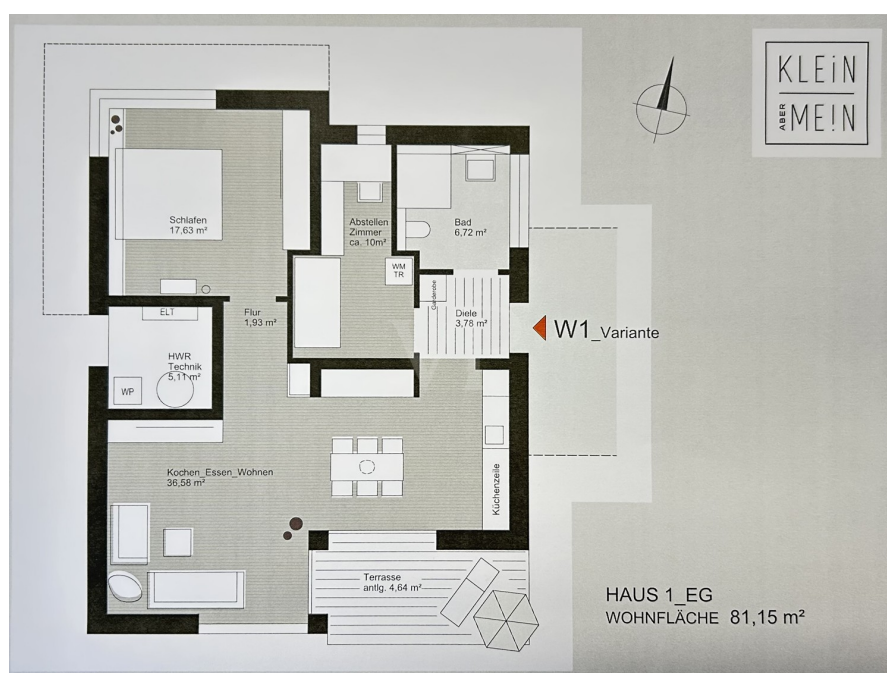 KLEiN
ABER
ME!N
Schlafen
17,63 m²
Abstellen
Zimmer
ca. 10m²
Bad
6,72 m²
WM
TR
Garderobe
ELT
Flur
1,93 m²
Diele
3,78 m²
W1_Variante
HWR
Technik
5,11 m²
WP
Kochen_Essen_Wohnen
36,58 m²
Küchenzeile
Terrasse
antlg. 4,64 m²
HAUS 1_EG
WOHNFLÄCHE 81,15 m²